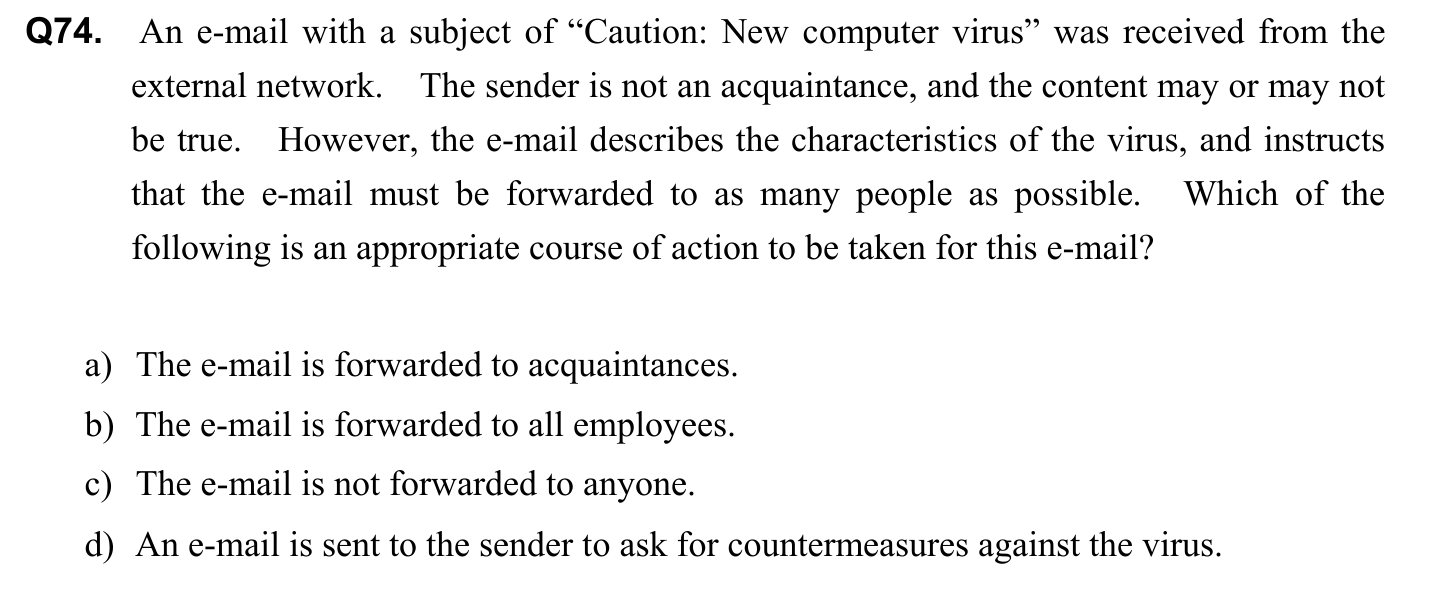 Q74. An e-mail with a subject of “Caution: New computer virus” was received from the
external network. The sender is not an acquaintance, and the content may or may not
be true. However, the e-mail describes the characteristics of the virus, and instructs
that the e-mail must be forwarded to as many people as possible. Which of the
following is an appropriate course of action to be taken for this e-mail?
a) The e-mail is forwarded to acquaintances.
b) The e-mail is forwarded to all employees.
c) The e-mail is not forwarded to anyone.
d) An e-mail is sent to the sender to ask for countermeasures against the virus.